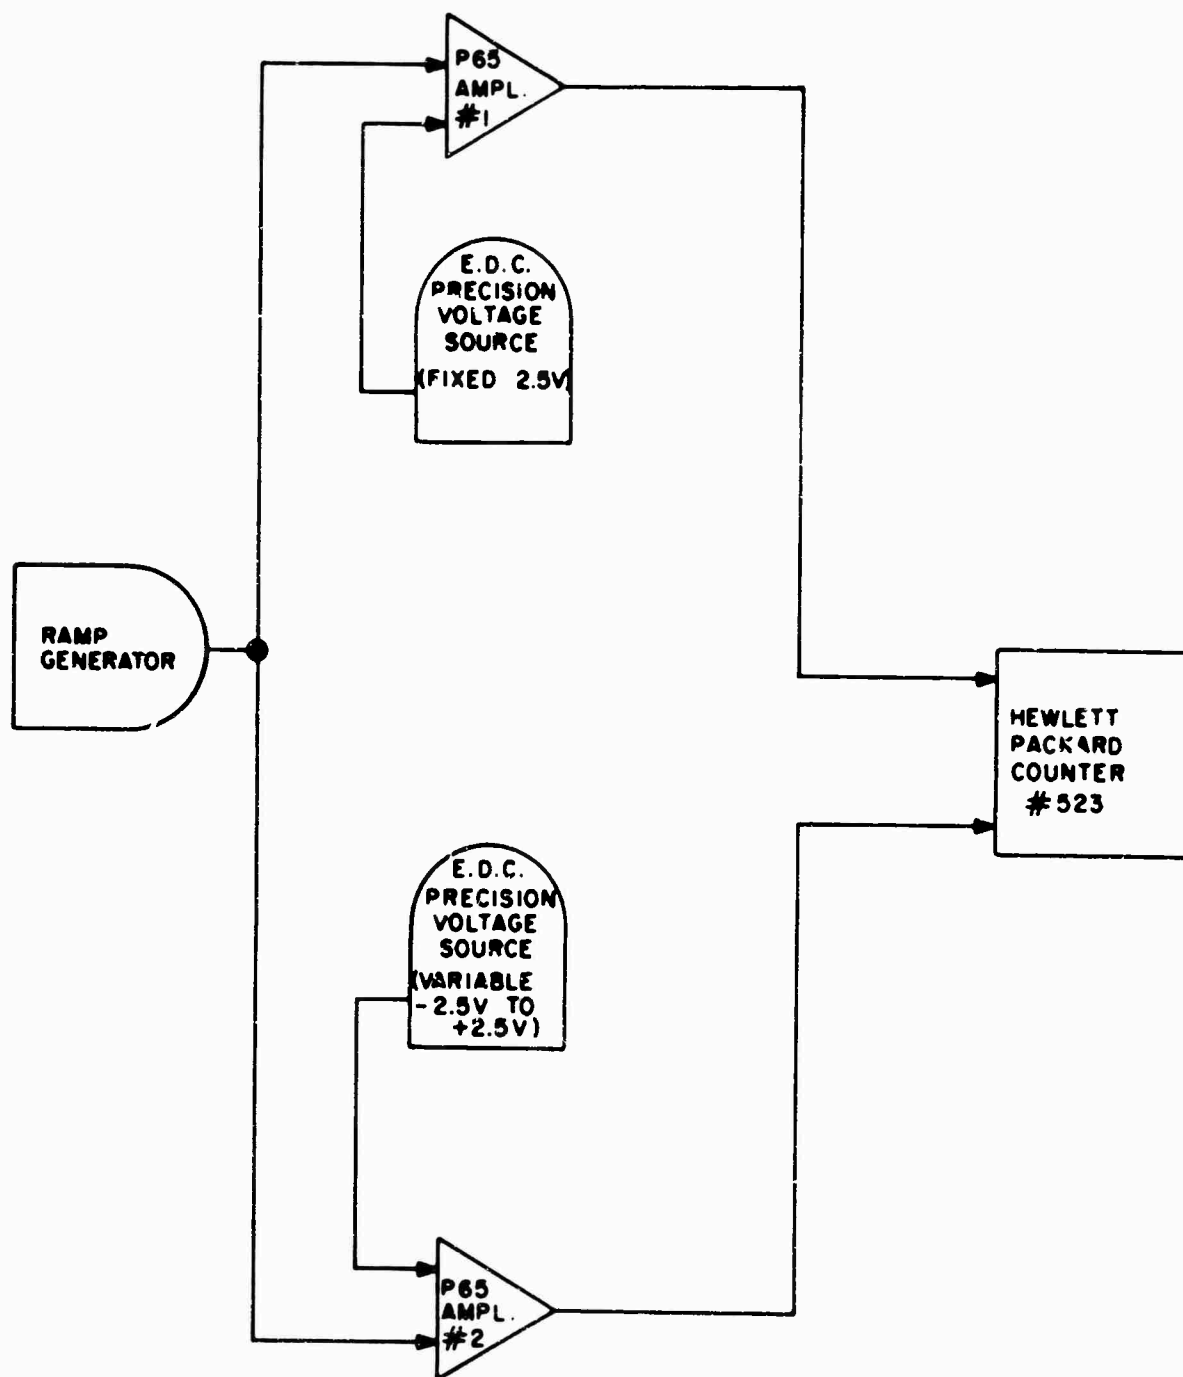 P65
AMPL.
#1
E.D.C.
PRECISION
VOLTAGE
SOURCE
(FIXED 2.5V)
RAMP
GENERATOR
HEWLETT
PACKARD
COUNTER
#523
E.D.C.
PRECISION
VOLTAGE
SOURCE
(VARIABLE
-2.5V TO
+2.5V)
P65
AMPL.
#2